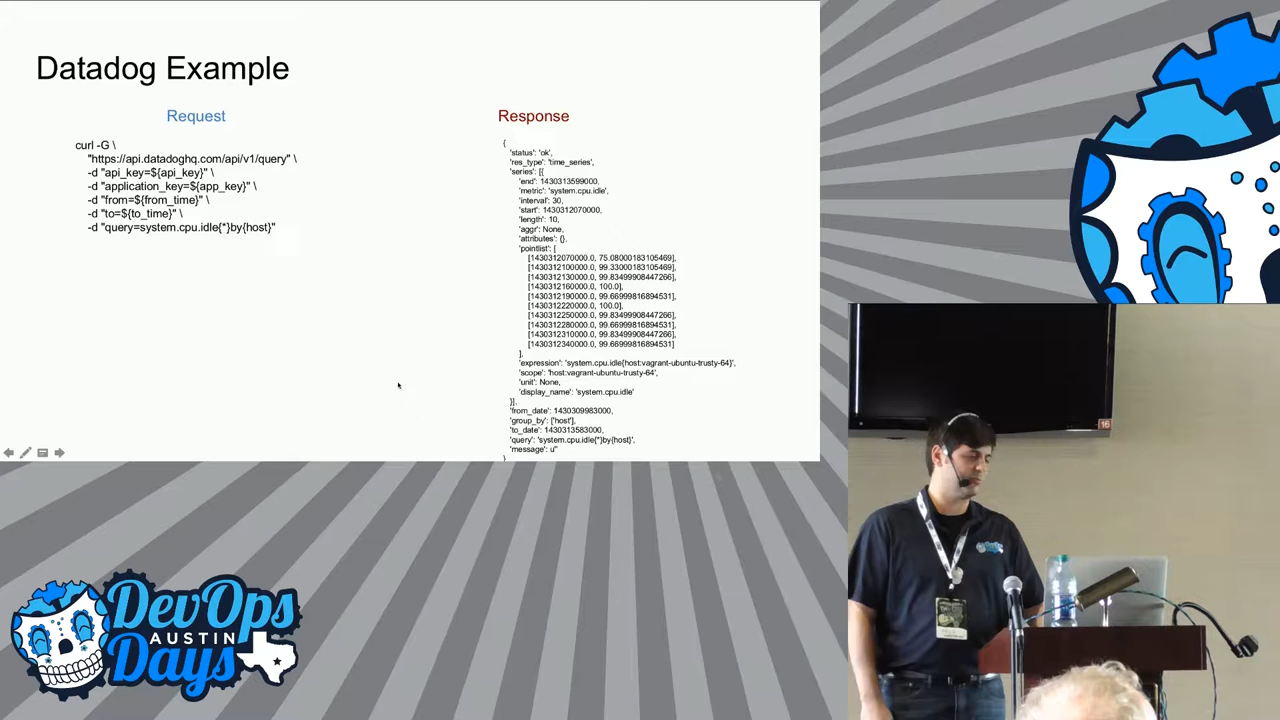 Datadog Example
Request
curl -G \
"https://api.datadoghq.com/api/v1/query" \
-d "api_key=${api_key}" \
-d "application_key=${app_key}" \
-d "from=${from_time}" \
-d "to=${to_time}" \
-d "query=system.cpu.idle{*}by{host}"
Response
{
'status': 'ok',
'res_type': 'time_series',
'series': [{
'end': 1430313599000,
'metric': 'system.cpu.idle',
'interval': 30,
'start': 1430312070000,
'length': 10,
'aggr': None,
'attributes': {},
'pointlist': [
[1430312070000.0, 75.08000183105469],
[1430312100000.0, 99.33000183105469],
[1430312130000.0, 99.83499908447266],
[1430312160000.0, 100.0],
[1430312190000.0, 99.66999816894531],
[1430312220000.0, 100.0],
[1430312250000.0, 99.83499908447266],
[1430312280000.0, 99.66999816894531],
[1430312310000.0, 99.83499908447266],
[1430312340000.0, 99.66999816894531]
],
'expression': 'system.cpu.idle{host:vagrant-ubuntu-trusty-64}',
'scope': 'host:vagrant-ubuntu-trusty-64',
'unit': None,
'display_name': 'system.cpu.idle'
}],
'from_date': 1430309983000,
'group_by': ['host'],
'to_date': 1430313583000,
'query': 'system.cpu.idle{*}by{host}',
'message': u''
}
16
DevOps
AUSTIN
Days